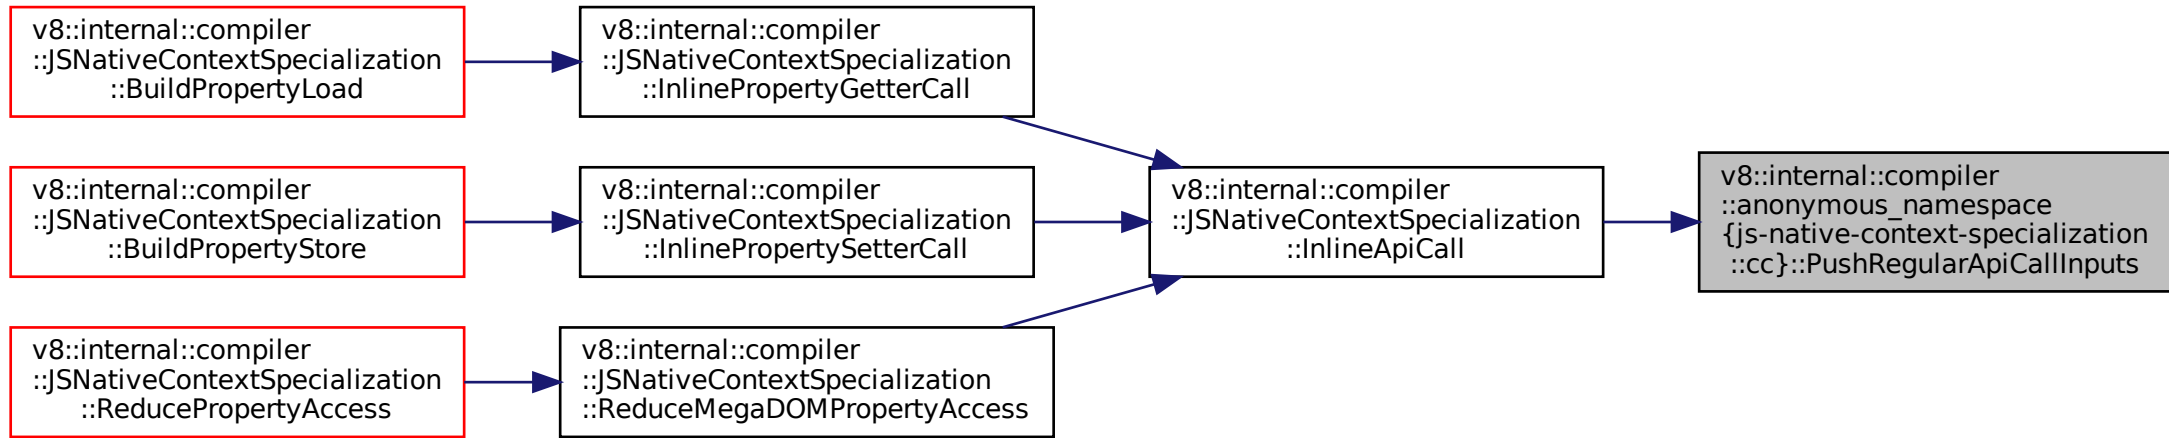 v8::internal::compiler
::JSNativeContextSpecialization
::BuildPropertyLoad
v8::internal::compiler
::JSNativeContextSpecialization
::InlinePropertyGetterCall
v8::internal::compiler
::JSNativeContextSpecialization
::BuildPropertyStore
v8::internal::compiler
::JSNativeContextSpecialization
::InlinePropertySetterCall
v8::internal::compiler
::JSNativeContextSpecialization
::InlineApiCall
v8::internal::compiler
::anonymous_namespace
{js-native-context-specialization
::cc}::PushRegularApiCallInputs
v8::internal::compiler
::JSNativeContextSpecialization
::ReducePropertyAccess
v8::internal::compiler
::JSNativeContextSpecialization
::ReduceMegaDOMPropertyAccess